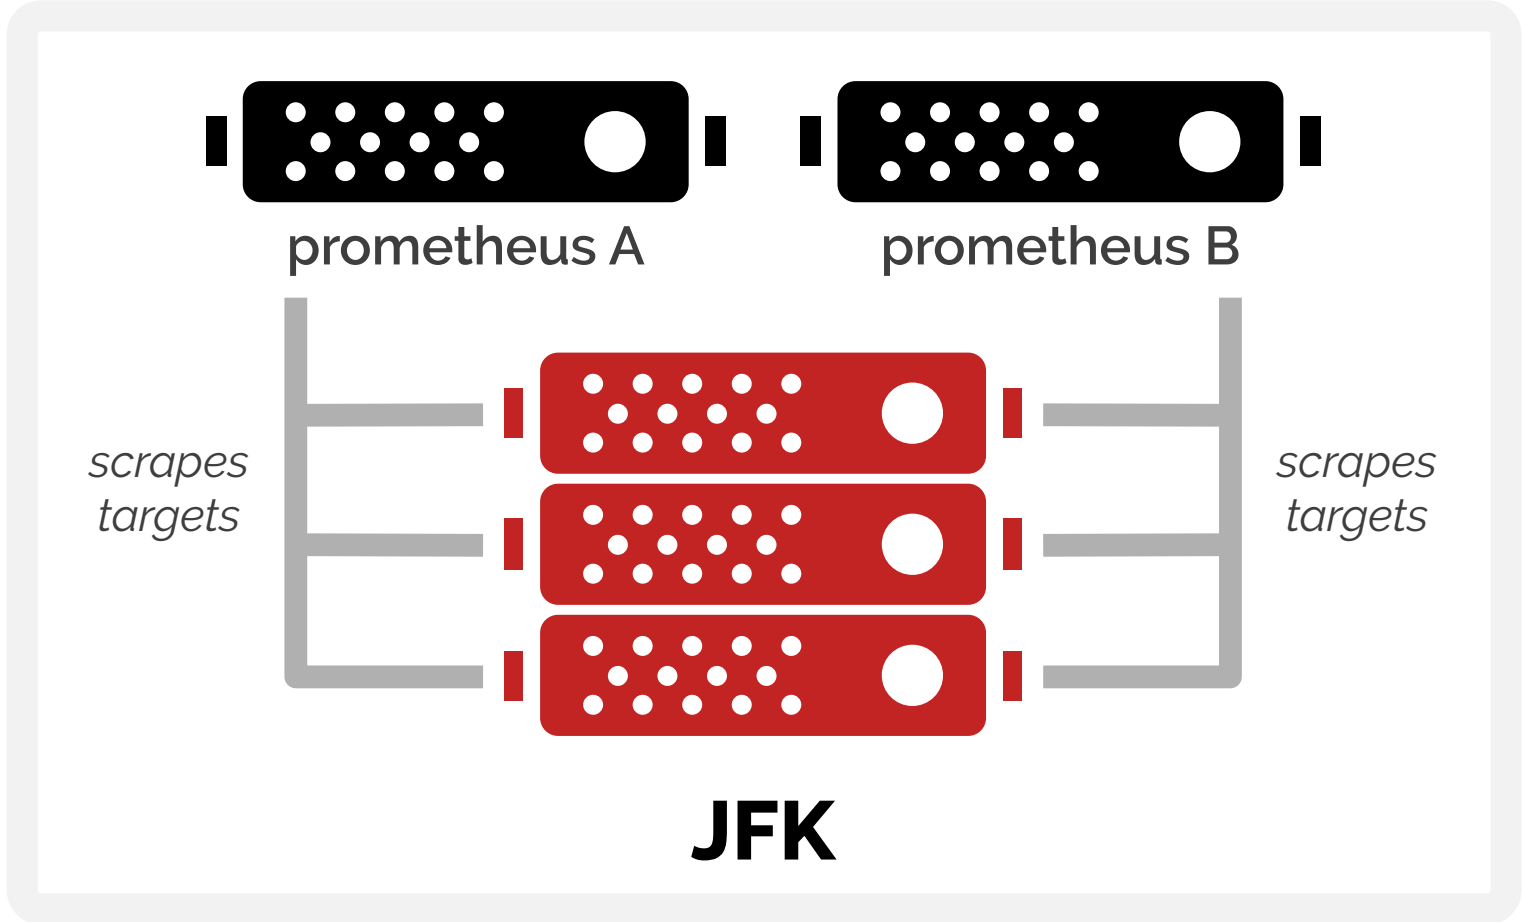 prometheus A
prometheus B
scrapes
targets
scrapes
targets
JFK